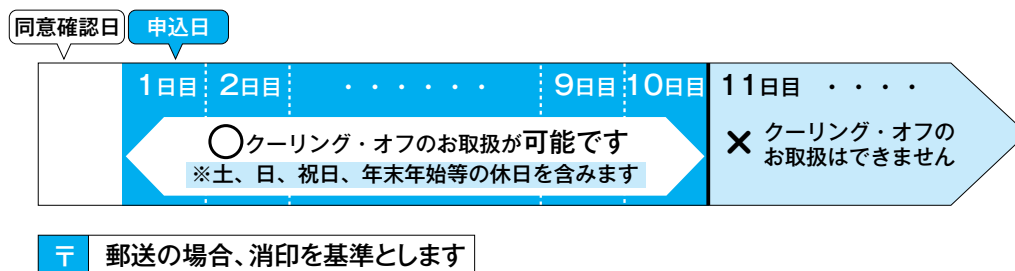 同意確認日 申込日
1日目 2日目 ・・・・・・ 9日目 10日目 11日目 ・・・・
○クーリング・オフのお取扱が可能です
※土、日、祝日、年末年始等の休日を含みます
× クーリング・オフの
お取扱はできません
〒 郵送の場合、消印を基準とします